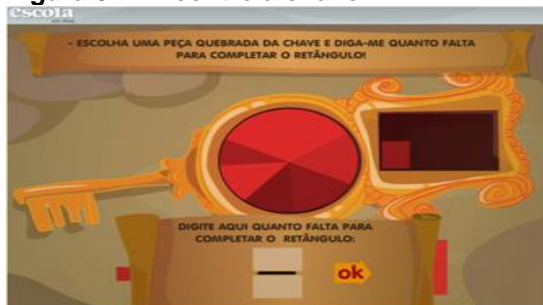 escola
- ESCOLHA UMA PEÇA QUEBRADA DA CHAVE E DIGA-ME QUANTO FALTA
PARA COMPLETAR O RETÂNGULO!
DIGITE AQUI QUANTO FALTA PARA
COMPLETAR O RETÂNGULO:
ok